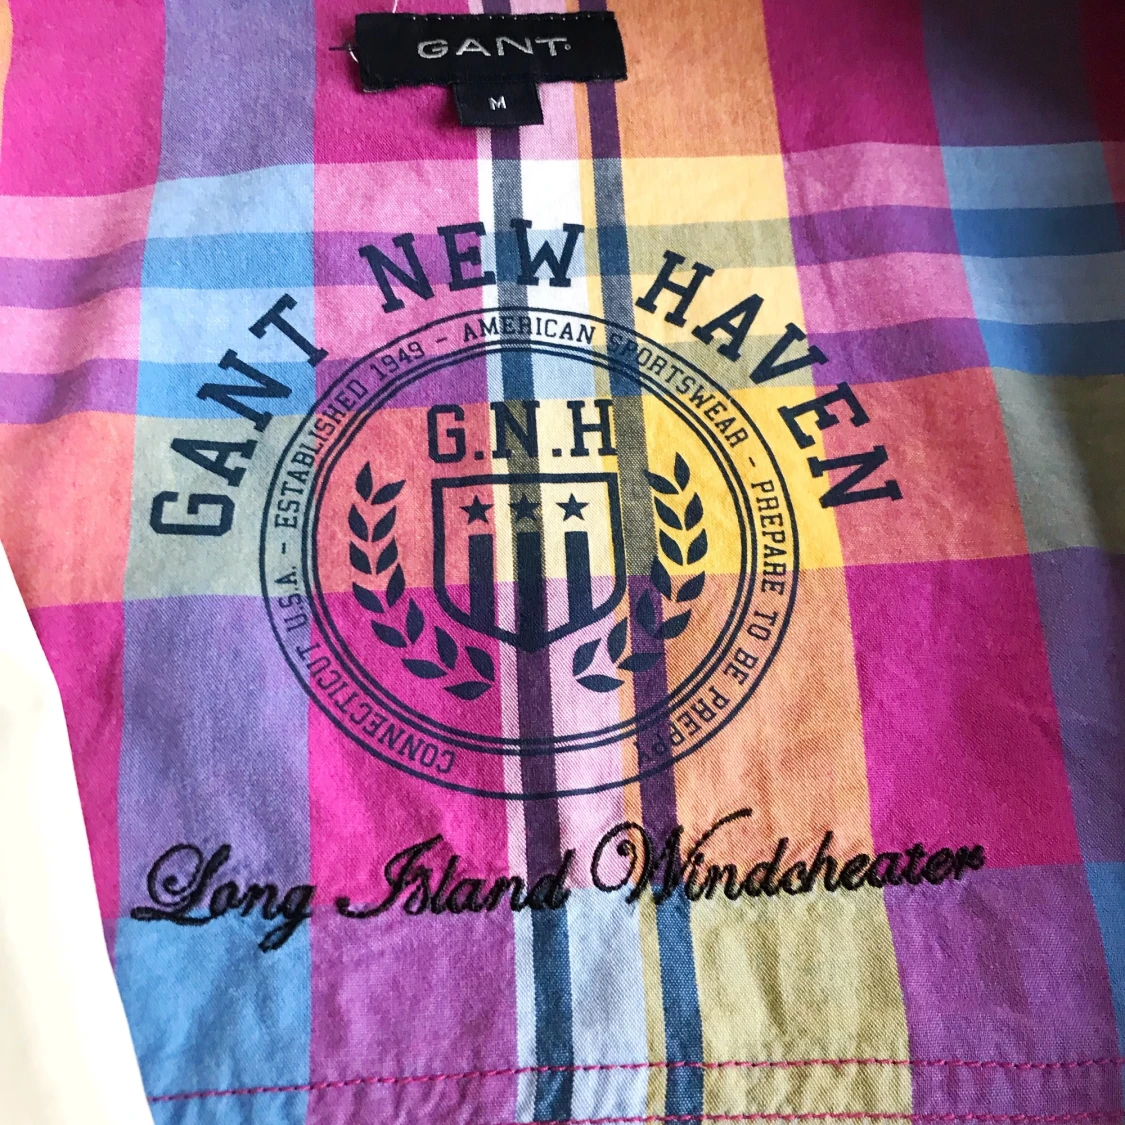 GANT
M
GANT NEW HAVEN
CONNECTICUT U.S.A. - ESTABLISHED 1949 - AMERICAN SPORTSWEAR - PREPARE TO BE PREPPY
G.N.H
Long Island Windcheater